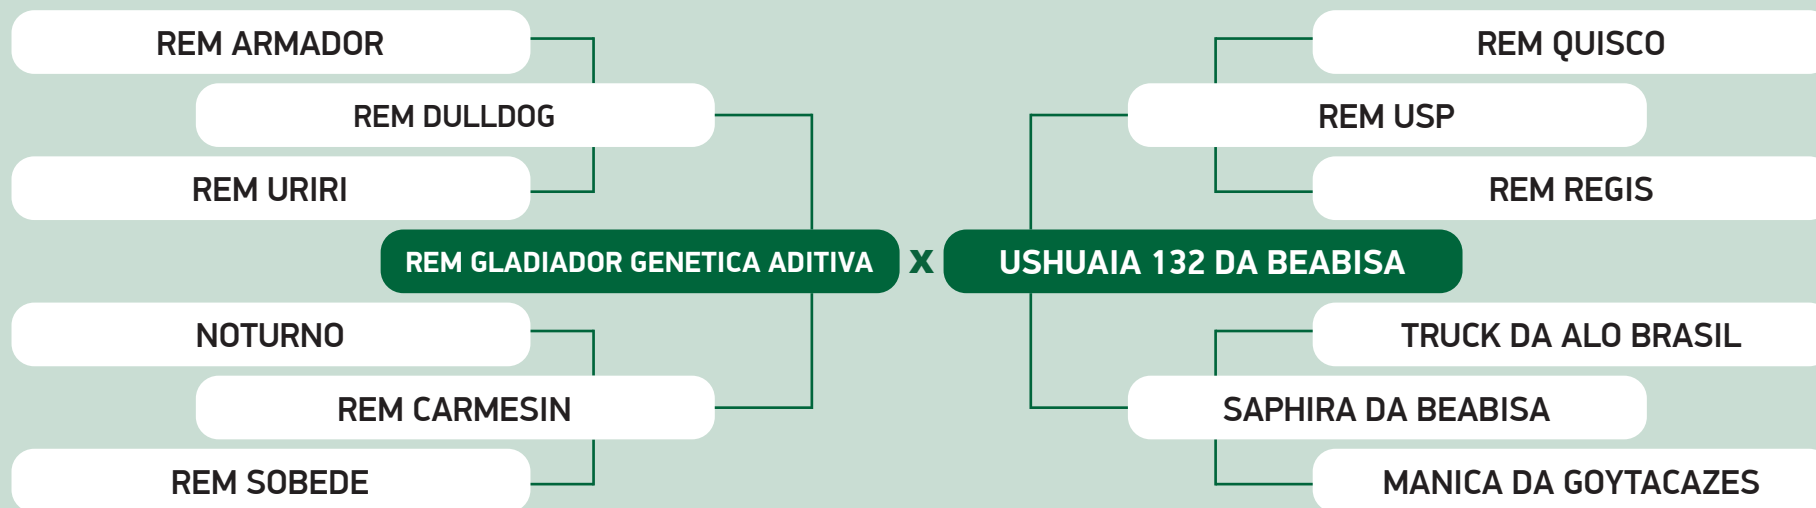 REM ARMADOR
REM QUISCO
REM DULLDOG
REM USP
REM URIRI
REM REGIS
REM GLADIADOR GENETICA ADITIVA X USHUAIA 132 DA BEABISA
NOTURNO
TRUCK DA ALO BRASIL
REM CARMESIN
SAPHIRA DA BEABISA
REM SOBEDE
MANICA DA GOYTACAZES